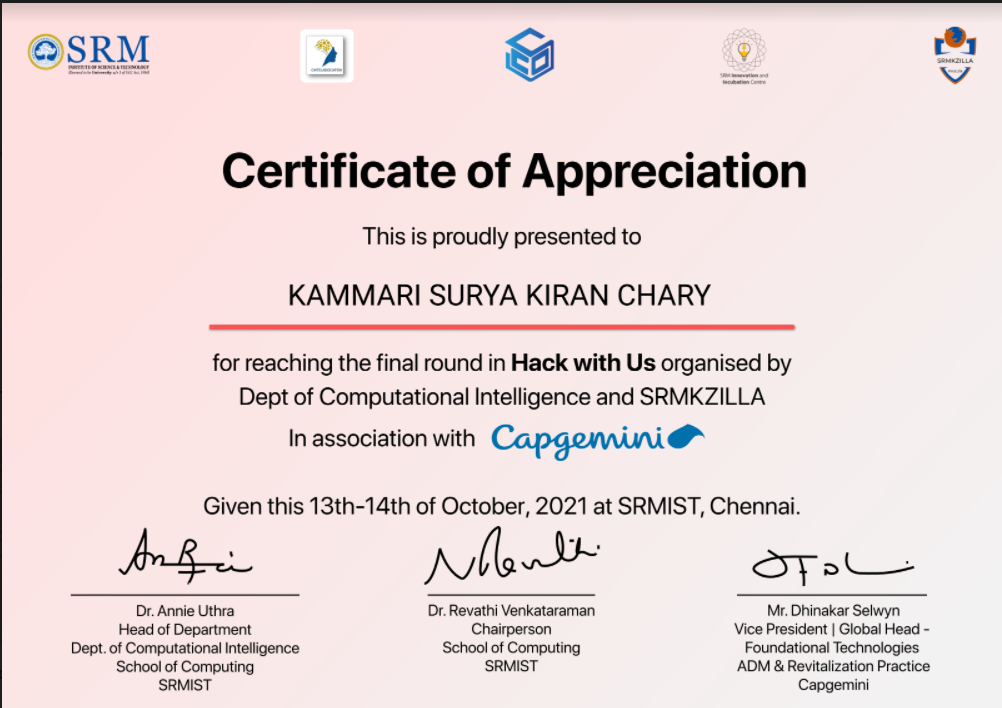 SRM
INSTITUTE OF SCIENCE & TECHNOLOGY
(Deemed to be University u/s 3 of UGC Act, 1956)
SRM Innovation and
Incubation Centre
SRMKZILLA
Certificate of Appreciation
This is proudly presented to
KAMMARI SURYA KIRAN CHARY
for reaching the final round in Hack with Us organised by
Dept of Computational Intelligence and SRMKZILLA
In association with Capgemini
Given this 13th-14th of October, 2021 at SRMIST, Chennai.
Dr. Annie Uthra
Head of Department
Dept. of Computational Intelligence
School of Computing
SRMIST
Dr. Revathi Venkataraman
Chairperson
School of Computing
SRMIST
Mr. Dhinakar Selwyn
Vice President | Global Head -
Foundational Technologies
ADM & Revitalization Practice
Capgemini